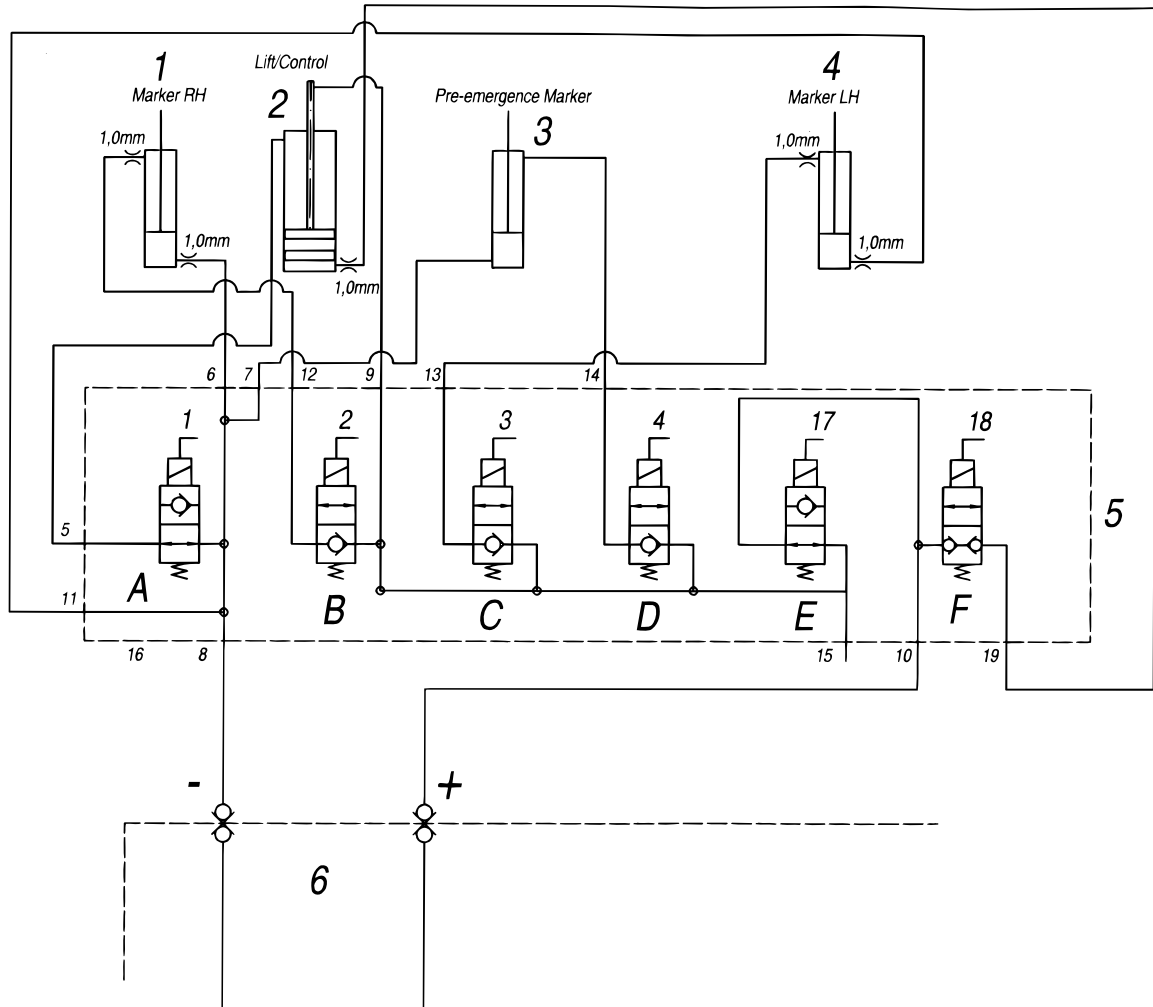 1
Marker RH
Lift/Control
2
Pre-emergence Marker
3
4
Marker LH
1,0mm
1,0mm
1,0mm
1,0mm
1,0mm
6 7 12 9 13 14
1 2 3 4 17 18
5
5
A B C D E F
11
16 8 15 10 19
- +
6